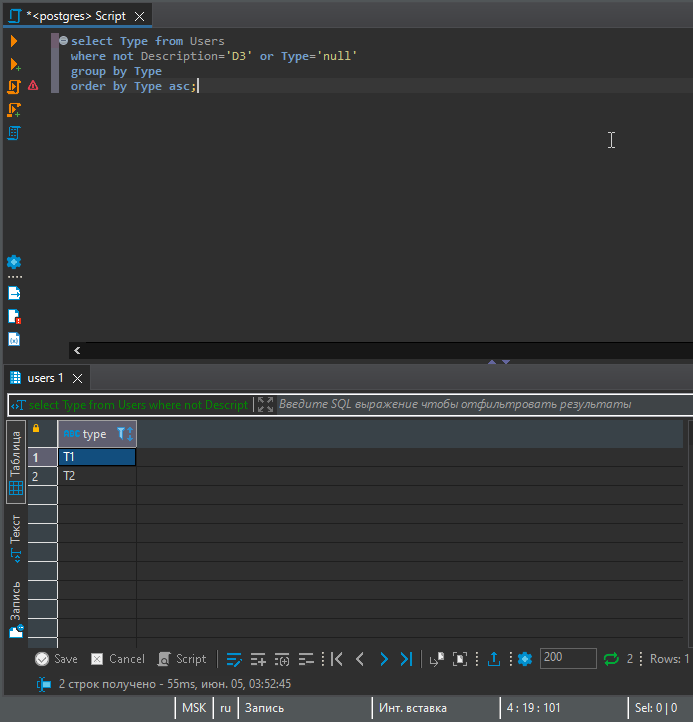 *<postgres> Script
select Type from Users
where not Description='D3' or Type='null'
group by Type
order by Type asc;
users 1
select Type from Users where not Descript
Введите SQL выражение чтобы отфильтровать результаты
Таблица
Текст
Запись
ABC type
1 T1
2 T2
Save Cancel Script 200 2 Rows: 1
2 строк получено - 55ms, июн. 05, 03:52:45
MSK ru Запись Инт. вставка 4 : 19 : 101 Sel: 0 | 0